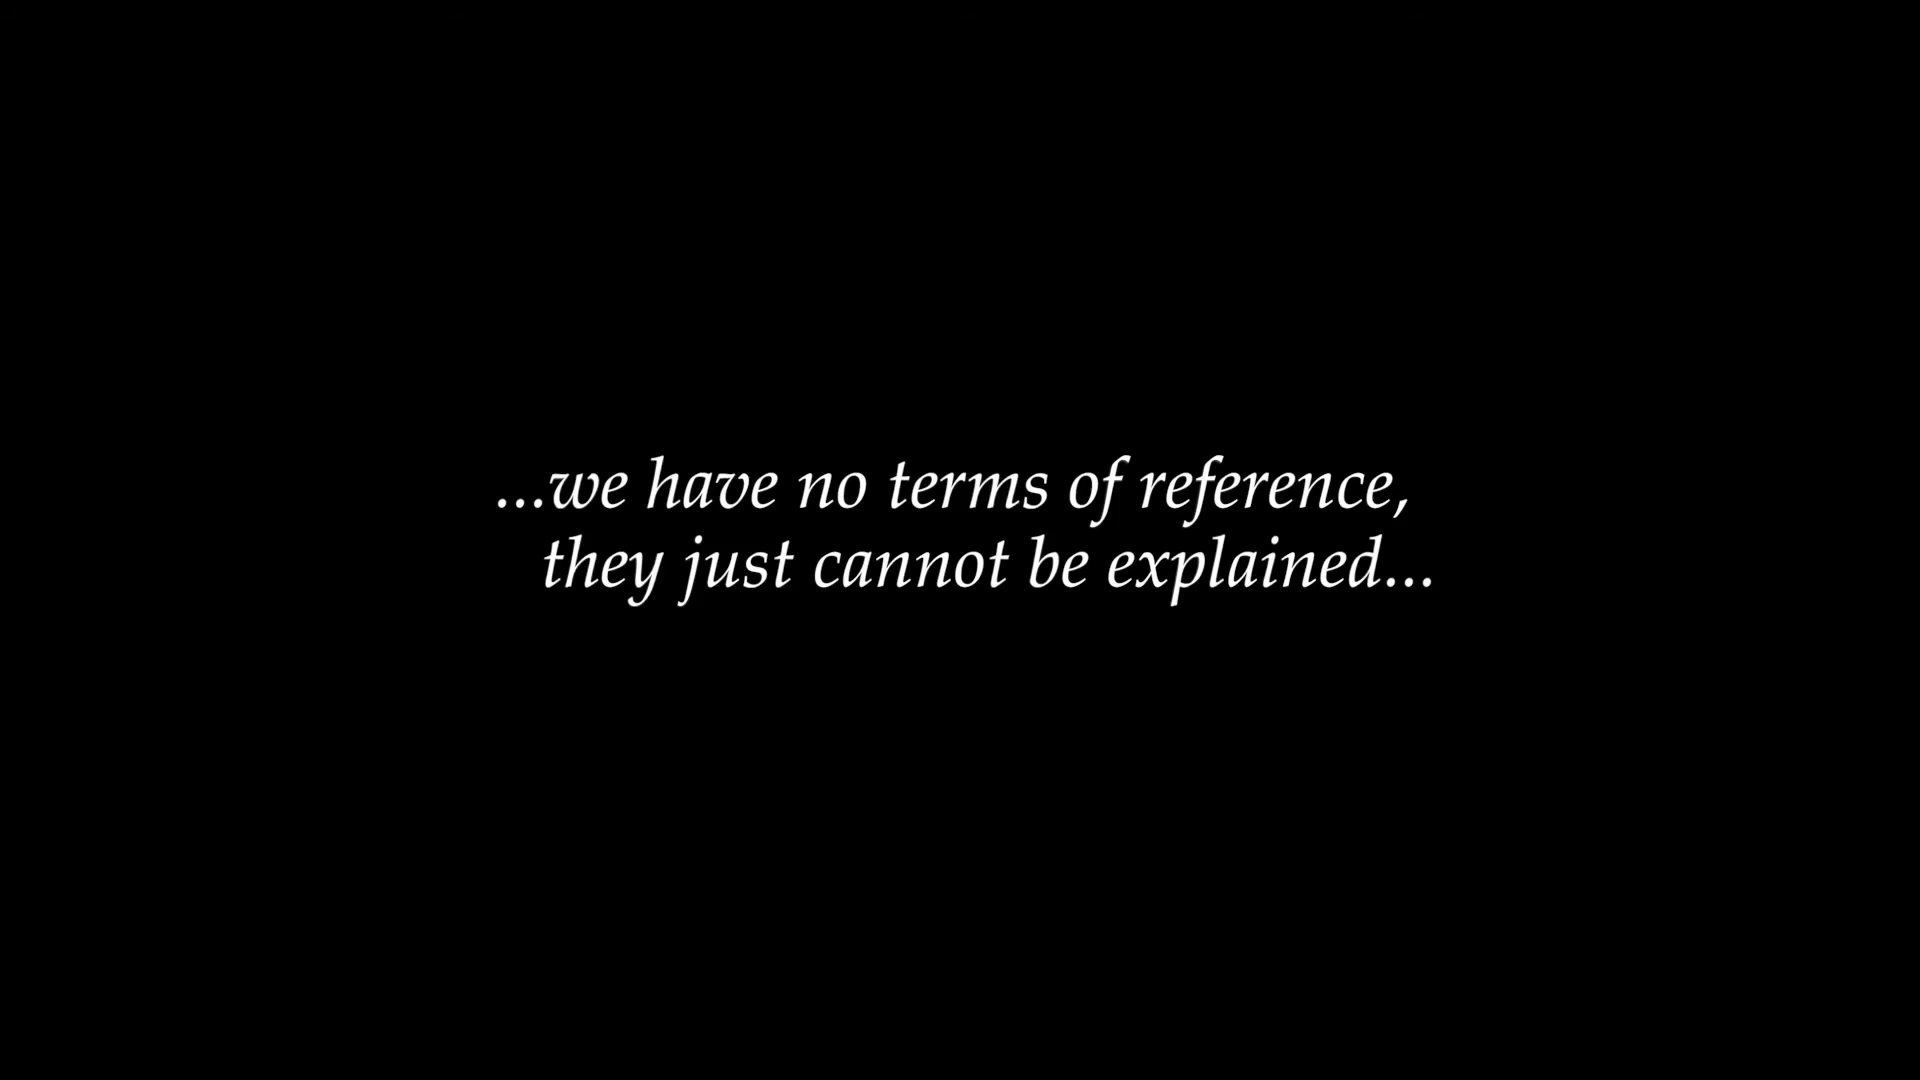 ...we have no terms of reference,
they just cannot be explained...